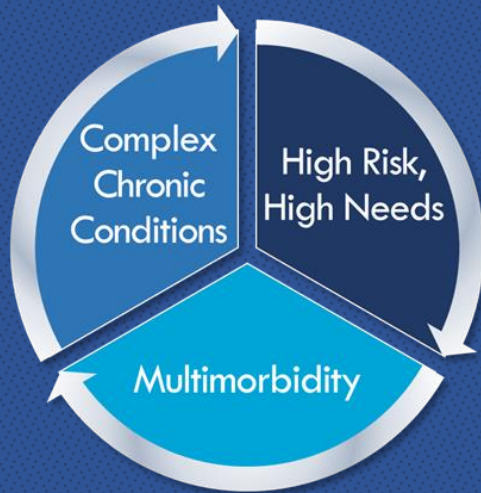 Complex
Chronic
Conditions
High Risk,
High Needs
Multimorbidity